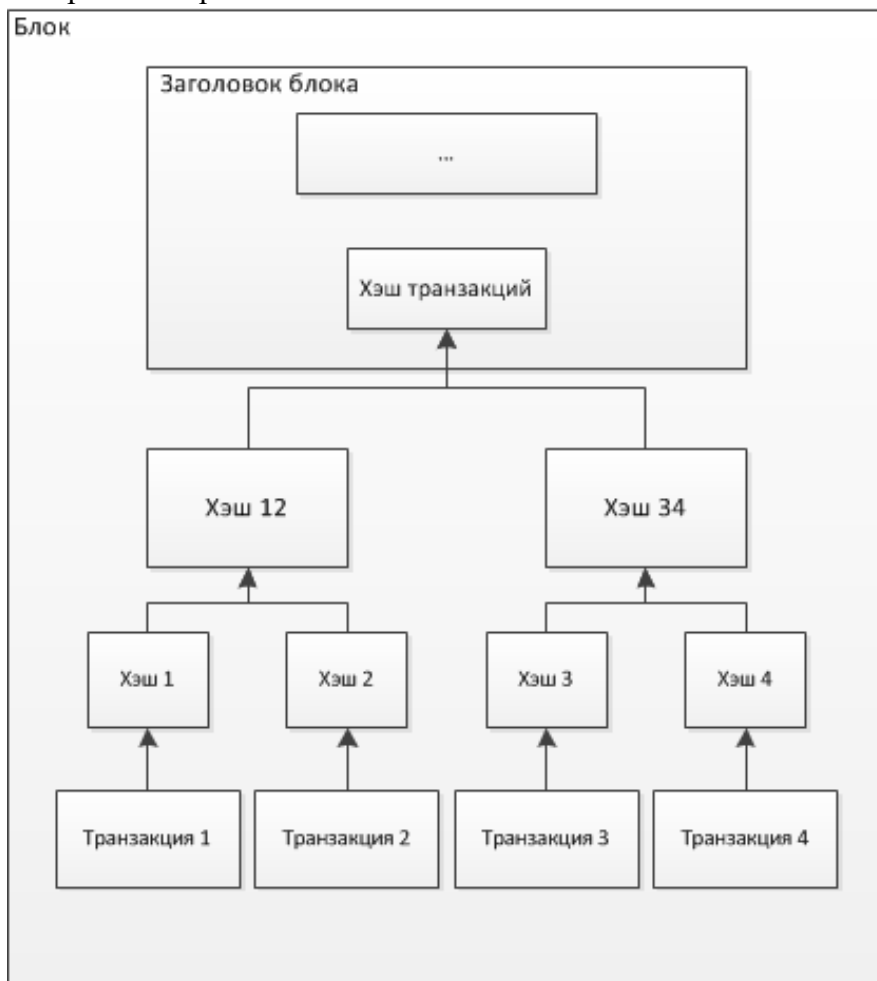 Блок
Заголовок блока
...
Хэш транзакций
Хэш 12
Хэш 34
Хэш 1
Хэш 2
Хэш 3
Хэш 4
Транзакция 1
Транзакция 2
Транзакция 3
Транзакция 4